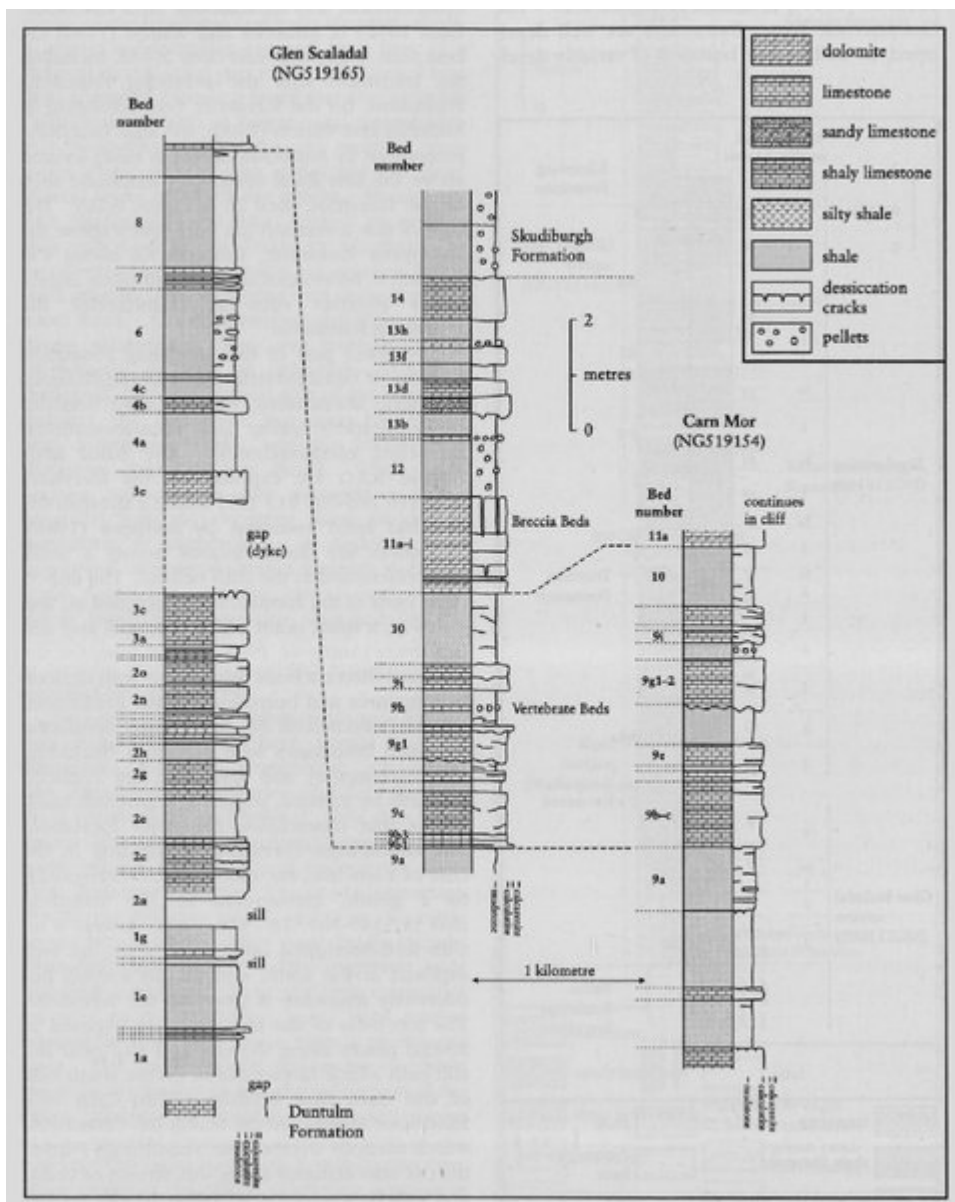 Glen Scaladal
(NG519165)
Bed
number
8
7
6
4c
4b
4a
3c
gap
(dyke)
3a
2o
2n
2h
2g
2e
2c
2a
sill
1g
sill
1e
1a
gap
Duntulm
Formation
Bed
number
Skudiburgh
Formation
14
13h
13f
13d
13b
12
Breccia Beds
11a–i
10
9i
9h
Vertebrate Beds
9g1
9c
9a
2
metres
0
1 kilometre
Carn Mor
(NG519154)
Bed
number
continues
in cliff
11a
10
9i
9g1–2
9e
9b–c
9a
dolomite
limestone
sandy limestone
shaly limestone
silty shale
shale
dessiccation
cracks
pellets